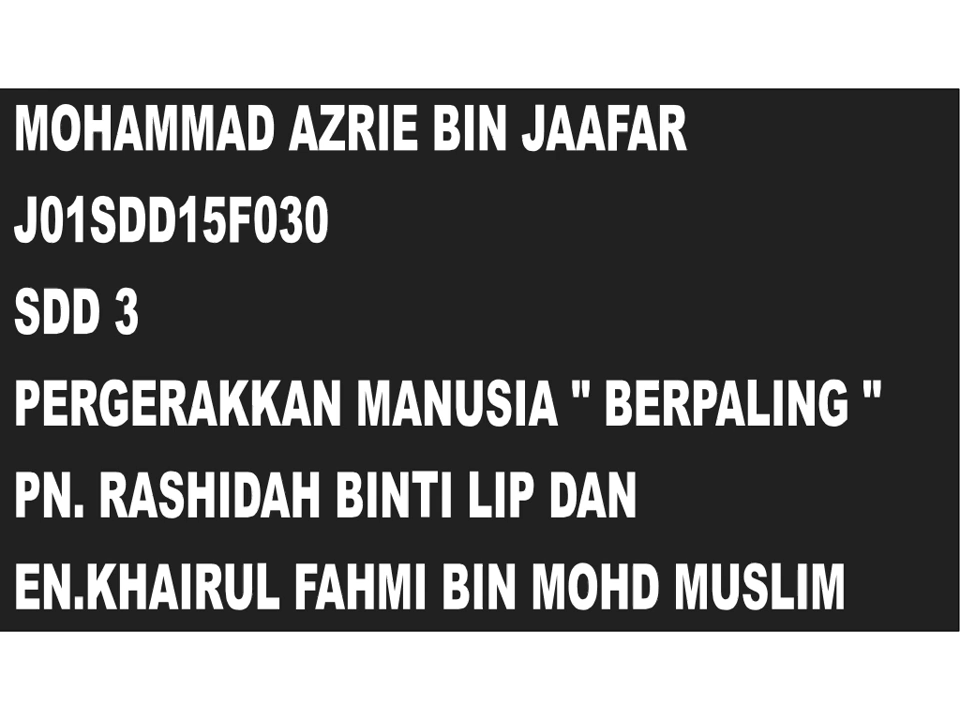 MOHAMMAD AZRIE BIN JAAFAR
J01SDD15F030
SDD 3
PERGERAKKAN MANUSIA " BERPALING "
PN. RASHIDAH BINTI LIP DAN
EN.KHAIRUL FAHMI BIN MOHD MUSLIM